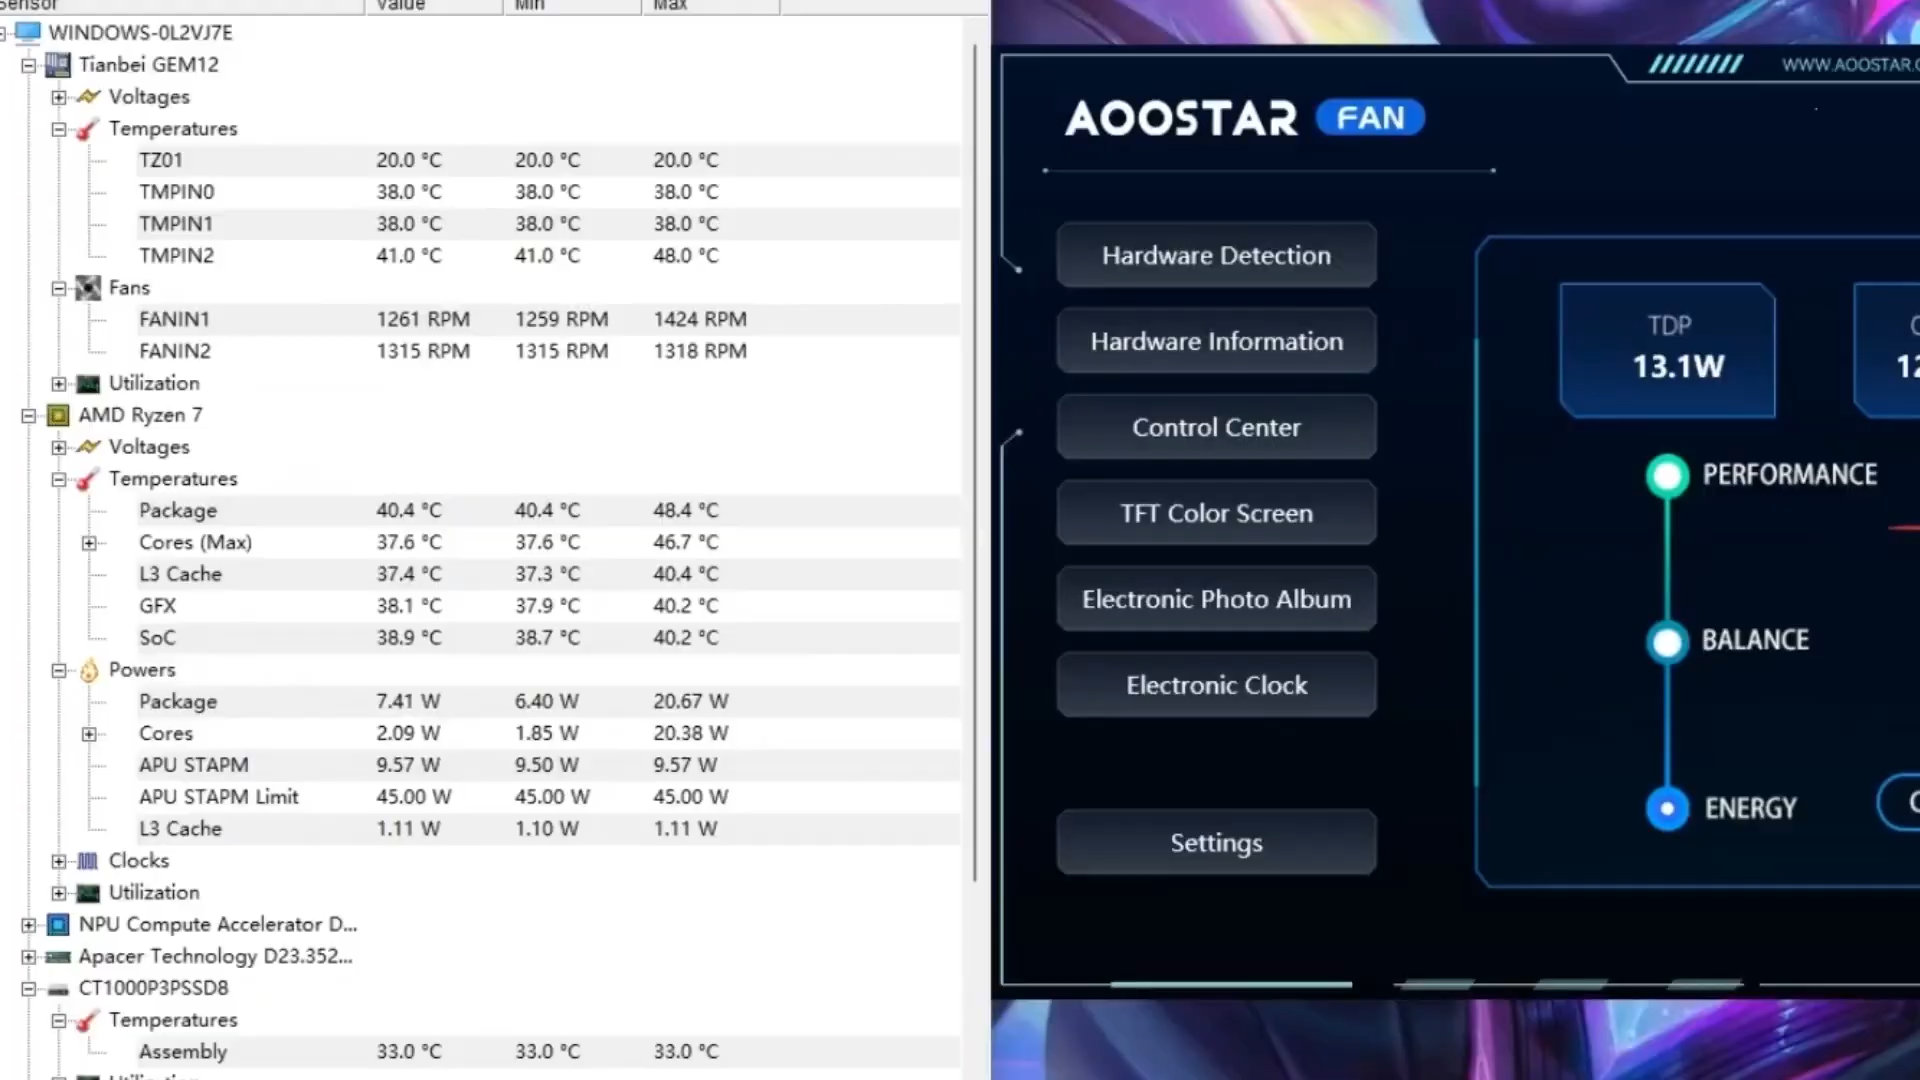 Sensor Value Min Max
WINDOWS-0L2VJ7E
Tianbei GEM12
Voltages
Temperatures
TZ01 20.0 °C 20.0 °C 20.0 °C
TMPIN0 38.0 °C 38.0 °C 38.0 °C
TMPIN1 38.0 °C 38.0 °C 38.0 °C
TMPIN2 41.0 °C 41.0 °C 48.0 °C
Fans
FANIN1 1261 RPM 1259 RPM 1424 RPM
FANIN2 1315 RPM 1315 RPM 1318 RPM
Utilization
AMD Ryzen 7
Voltages
Temperatures
Package 40.4 °C 40.4 °C 48.4 °C
Cores (Max) 37.6 °C 37.6 °C 46.7 °C
L3 Cache 37.4 °C 37.3 °C 40.4 °C
GFX 38.1 °C 37.9 °C 40.2 °C
SoC 38.9 °C 38.7 °C 40.2 °C
Powers
Package 7.41 W 6.40 W 20.67 W
Cores 2.09 W 1.85 W 20.38 W
APU STAPM 9.57 W 9.50 W 9.57 W
APU STAPM Limit 45.00 W 45.00 W 45.00 W
L3 Cache 1.11 W 1.10 W 1.11 W
Clocks
Utilization
NPU Compute Accelerator D...
Apacer Technology D23.352...
CT1000P3PSSD8
Temperatures
Assembly 33.0 °C 33.0 °C 33.0 °C
WWW.AOOSTAR.
AOOSTAR FAN
Hardware Detection
Hardware Information
Control Center
TFT Color Screen
Electronic Photo Album
Electronic Clock
Settings
TDP
13.1W
PERFORMANCE
BALANCE
ENERGY